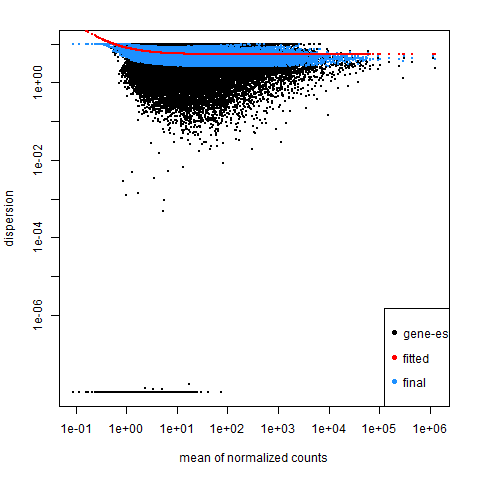 dispersion
1e+00
1e-02
1e-04
1e-06
gene-es
fitted
final
1e-01 1e+00 1e+01 1e+02 1e+03 1e+04 1e+05 1e+06
mean of normalized counts